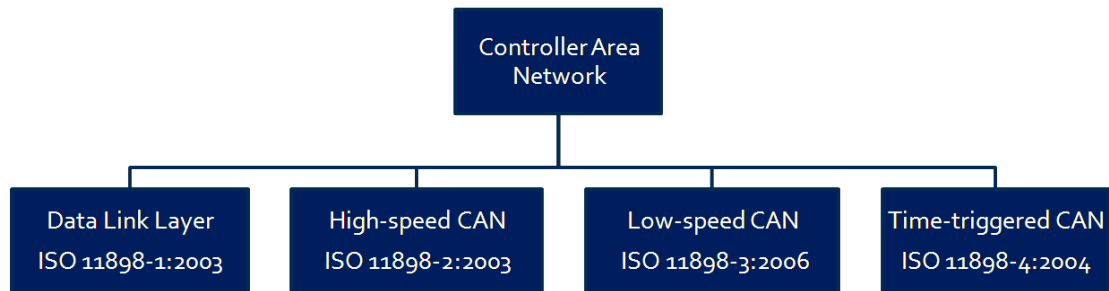 Controller Area
Network
Data Link Layer
ISO 11898-1:2003
High-speed CAN
ISO 11898-2:2003
Low-speed CAN
ISO 11898-3:2006
Time-triggered CAN
ISO 11898-4:2004